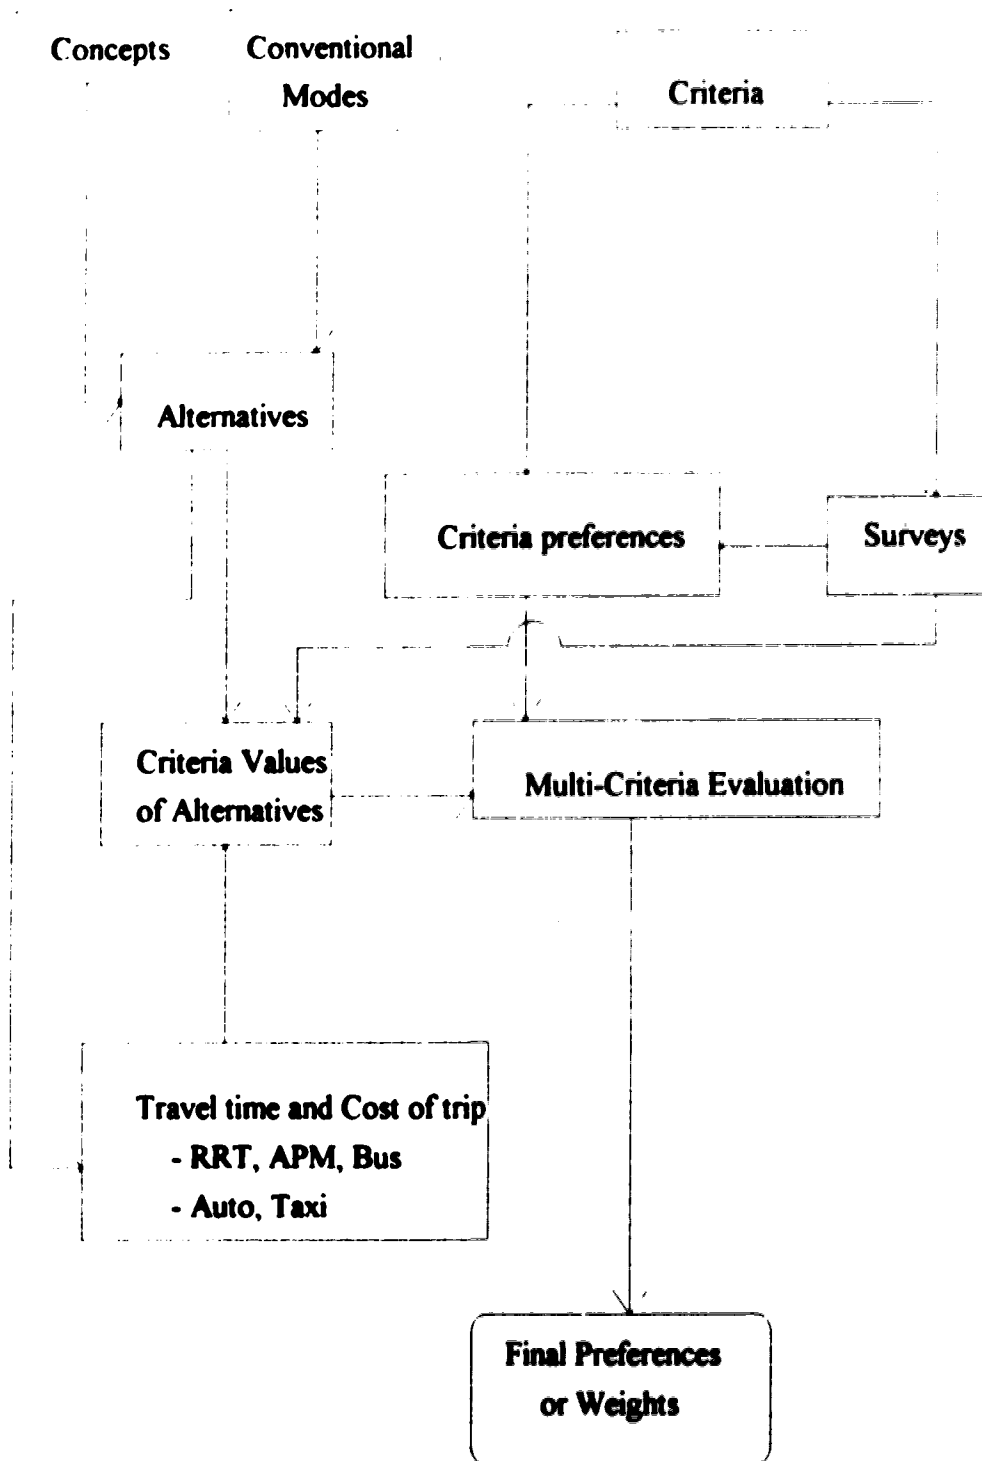 Concepts
Conventional
Modes
Criteria
Alternatives
Criteria preferences
Surveys
Criteria Values
of Alternatives
Multi-Criteria Evaluation
Travel time and Cost of trip
- RRT, APM, Bus
- Auto, Taxi
Final Preferences
or Weights